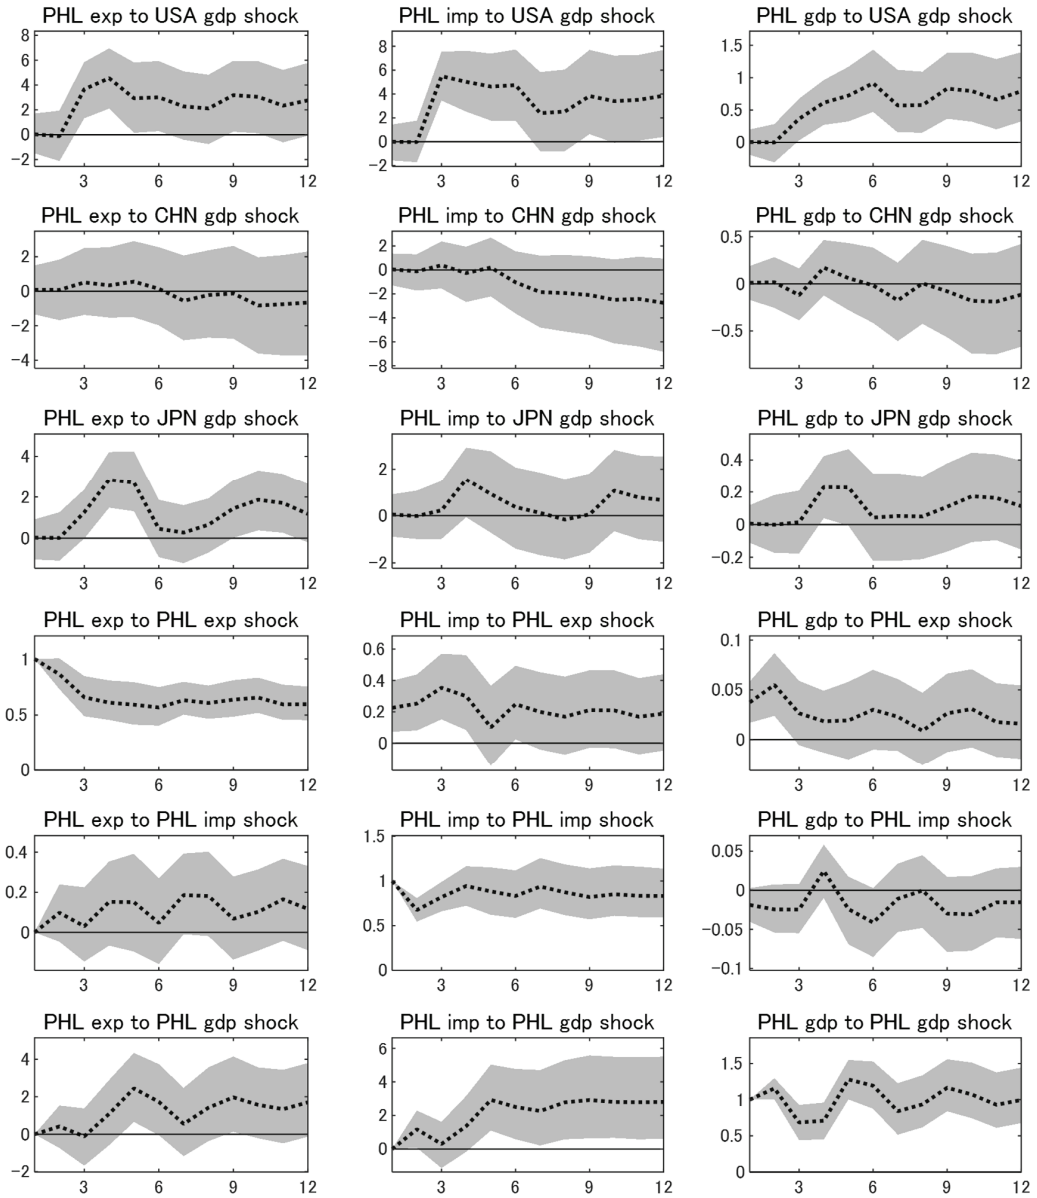 PHL exp to USA gdp shock PHL imp to USA gdp shock PHL gdp to USA gdp shock
8 8 1.5
6 6
4 4 1
2 2 0.5
0 0 0
−2 −2
3 6 9 12 3 6 9 12 3 6 9 12
PHL exp to CHN gdp shock PHL imp to CHN gdp shock PHL gdp to CHN gdp shock
2 2 0.5
0 0 0
−2 −2
−4 −4 −0.5
−6
−8
3 6 9 12 3 6 9 12 3 6 9 12
PHL exp to JPN gdp shock PHL imp to JPN gdp shock PHL gdp to JPN gdp shock
4 2 0.4
2 0.2
0 0 0
−2 −0.2
3 6 9 12 3 6 9 12 3 6 9 12
PHL exp to PHL exp shock PHL imp to PHL exp shock PHL gdp to PHL exp shock
1 0.6 0.1
0.4 0.05
0.5 0.2
0 0 0
3 6 9 12 3 6 9 12 3 6 9 12
PHL exp to PHL imp shock PHL imp to PHL imp shock PHL gdp to PHL imp shock
0.4 1.5 0.05
0.2 1 0
0 0.5 −0.05
0 −0.1
3 6 9 12 3 6 9 12 3 6 9 12
PHL exp to PHL gdp shock PHL imp to PHL gdp shock PHL gdp to PHL gdp shock
4 6 1.5
2 4 1
0 2 0.5
−2 0 0
3 6 9 12 3 6 9 12 3 6 9 12